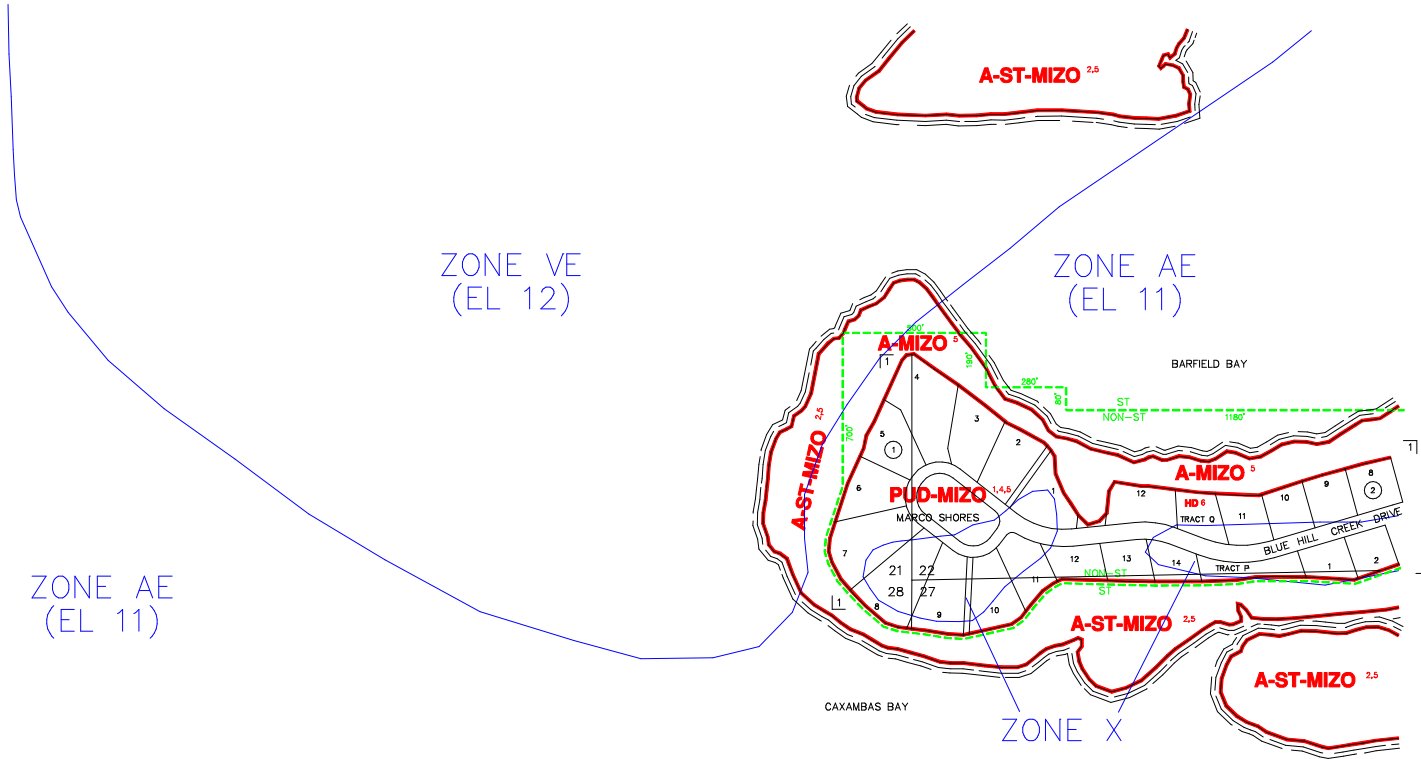 A-ST-MIZO 2,5
ZONE VE
(EL 12)
ZONE AE
(EL 11)
500'
A-MIZO 5
190'
280'
80'
ST
NON-ST
1180'
BARFIELD BAY
1
4
3
2
5
1
700'
A-ST-MIZO 2,5
6
7
PUD-MIZO 1,4,5
MARCO SHORES
1
A-MIZO 5
1
8
2
9
10
11
12
HD 6
TRACT Q
BLUE HILL CREEK DRIVE
12
13
14
TRACT P
1
2
NON-ST
ST
21 22
28 27
11
10
9
8
1
ZONE AE
(EL 11)
A-ST-MIZO 2,5
A-ST-MIZO 2,5
CAXAMBAS BAY
ZONE X